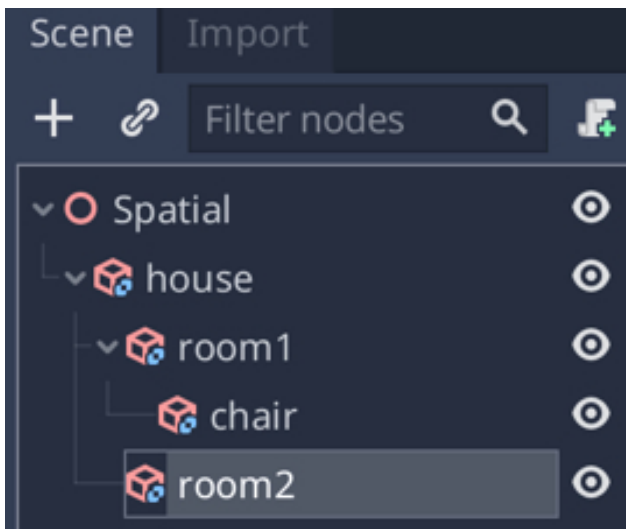 Scene Import
Filter nodes
Spatial
house
room1
chair
room2